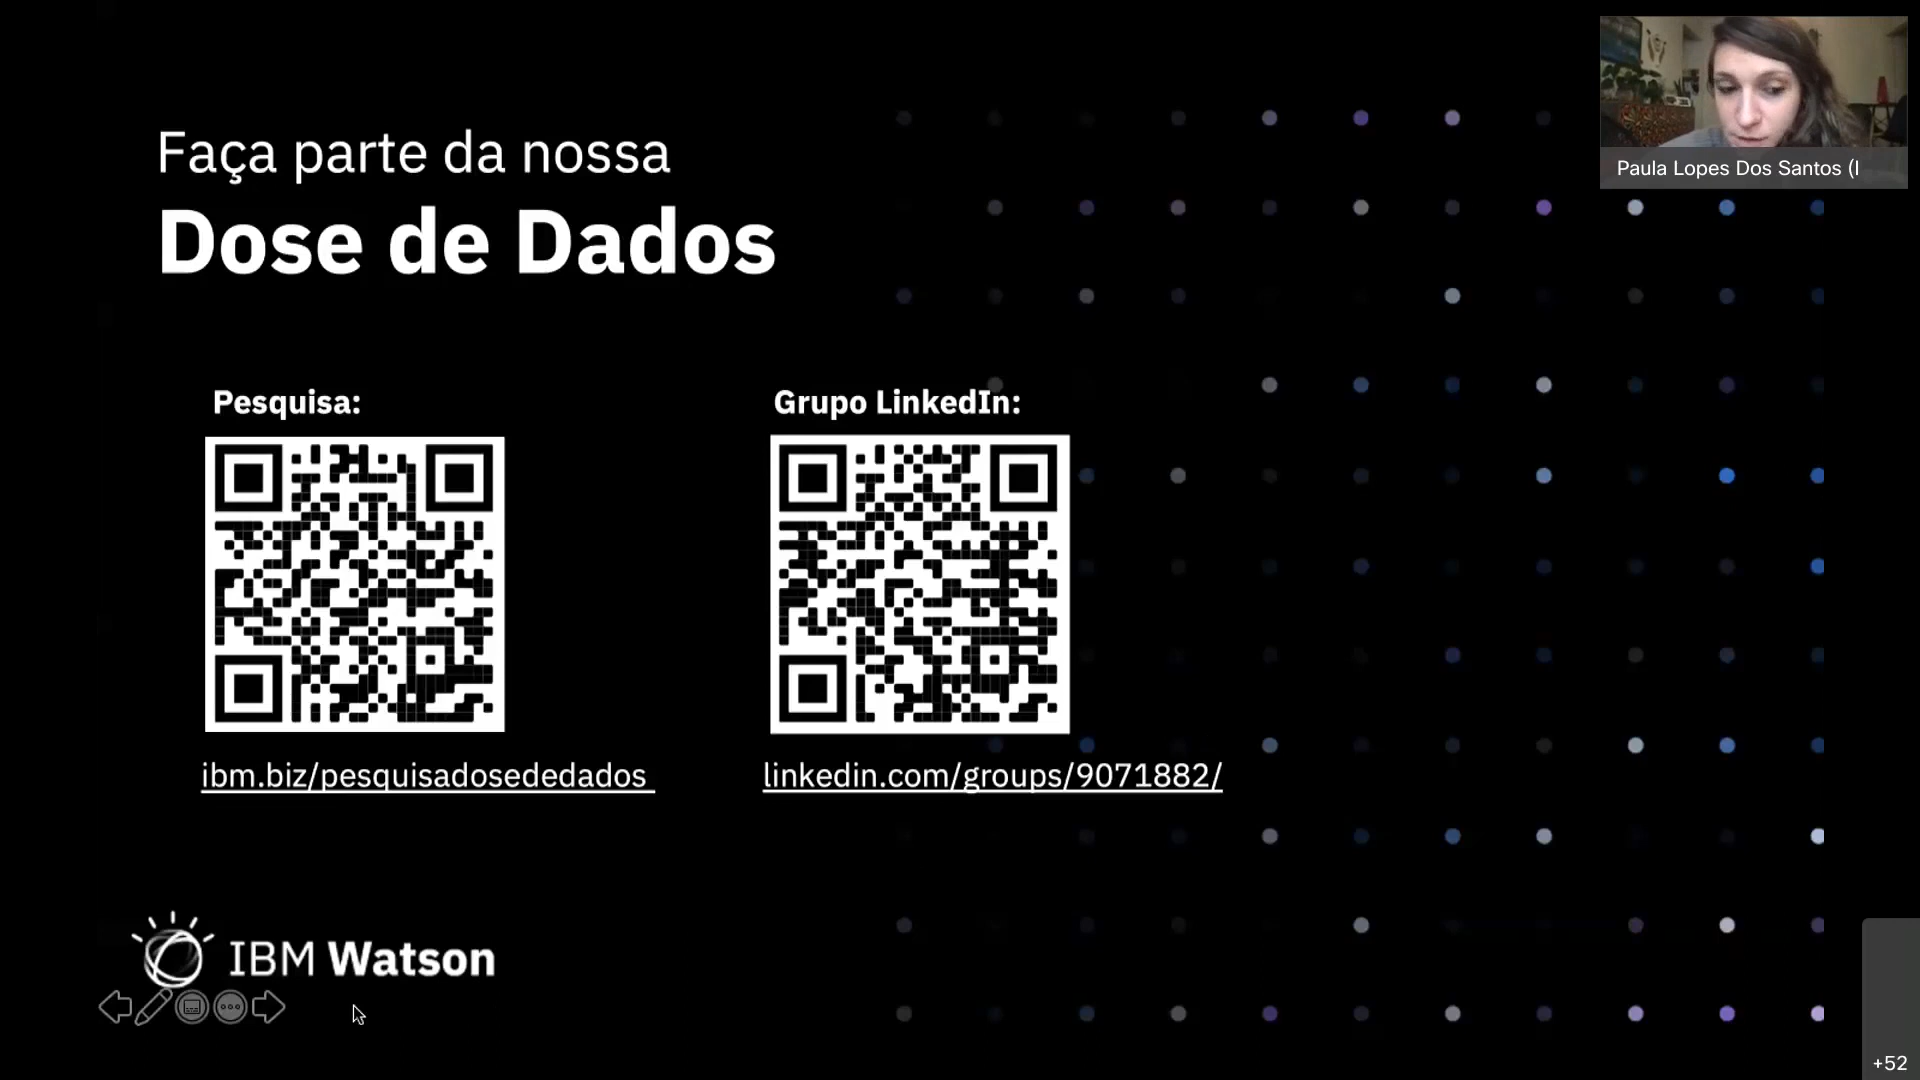 Faça parte da nossa
Dose de Dados
Pesquisa:
Grupo LinkedIn:
ibm.biz/pesquisadosededados
linkedin.com/groups/9071882/
IBM Watson
Paula Lopes Dos Santos (I
+52